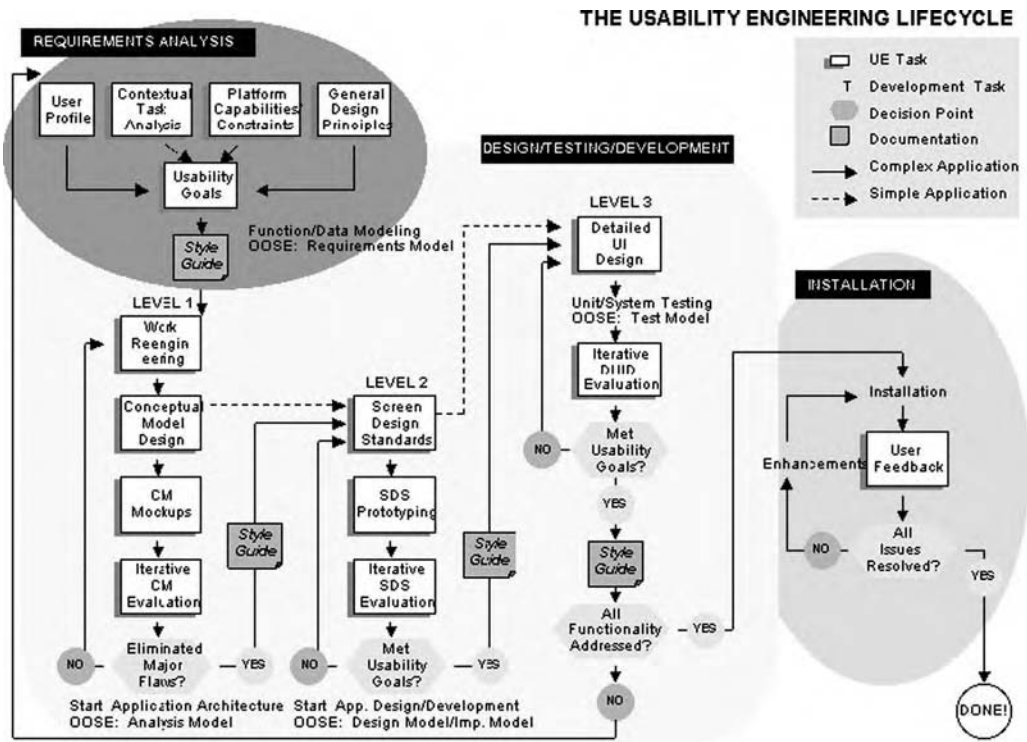 THE USABILITY ENGINEERING LIFECYCLE
REQUIREMENTS ANALYSIS
User
Profile
Contextual
Task
Analysis
Platform
Capabilities/
Constraints
General
Design
Principles
Usability
Goals
Style
Guide
Function/Data Modeling
OOSE: Requirements Model
UE Task
T Development Task
Decision Point
Documentation
Complex Application
Simple Application
DESIGN/TESTING/DEVELOPMENT
LEVEL 1
Work
Reengi-
neering
Conceptual
Model
Design
CM
Mockups
Iterative
CM
Evaluation
Eliminated
Major
Flaws?
NO
YES
Style
Guide
Start Application Architecture
OOSE: Analysis Model
LEVEL 2
Screen
Design
Standards
SDS
Prototyping
Iterative
SDS
Evaluation
Met
Usability
Goals?
NO
YES
Style
Guide
Start App. Design/Development
OOSE: Design Model/Imp. Model
LEVEL 3
Detailed
UI
Design
Unit/System Testing
OOSE: Test Model
Iterative
DUID
Evaluation
Met
Usability
Goals?
NO
YES
Style
Guide
All
Functionality
Addressed?
YES
NO
INSTALLATION
Installation
User
Feedback
Enhancements
All
Issues
Resolved?
NO
YES
DONE!